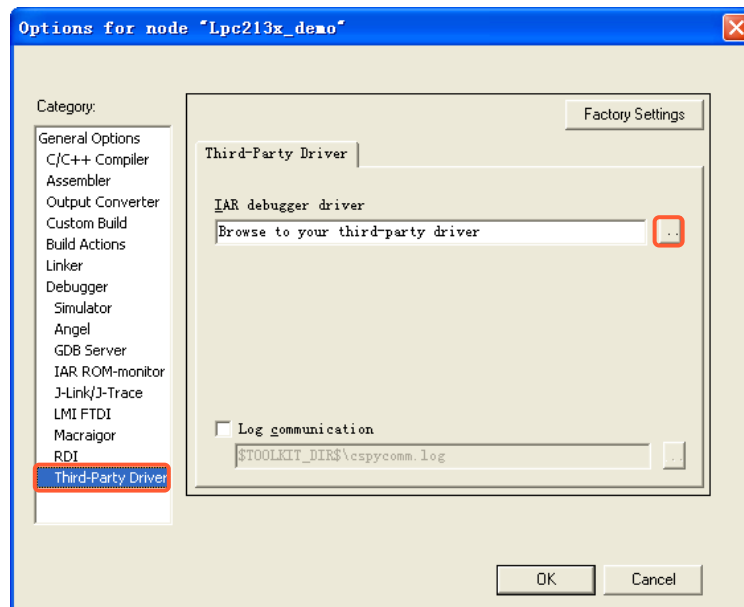 Options for node "Lpc213x_demo"
Category:
Factory Settings
General Options
C/C++ Compiler
Assembler
Output Converter
Custom Build
Build Actions
Linker
Debugger
Simulator
Angel
GDB Server
IAR ROM-monitor
J-Link/J-Trace
LMI FTDI
Macraigor
RDI
Third-Party Driver
Third-Party Driver
IAR debugger driver
Browse to your third-party driver
..
Log communication
$TOOLKIT_DIR$\cspycomm.log
..
OK
Cancel